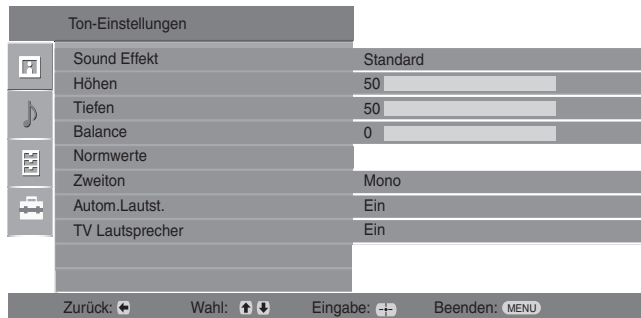 Ton-Einstellungen
Sound Effekt Standard
Höhen 50
Tiefen 50
Balance 0
Normwerte
Zweiton Mono
Autom.Lautst. Ein
TV Lautsprecher Ein
Zurück: Wahl: Eingabe: Beenden: MENU